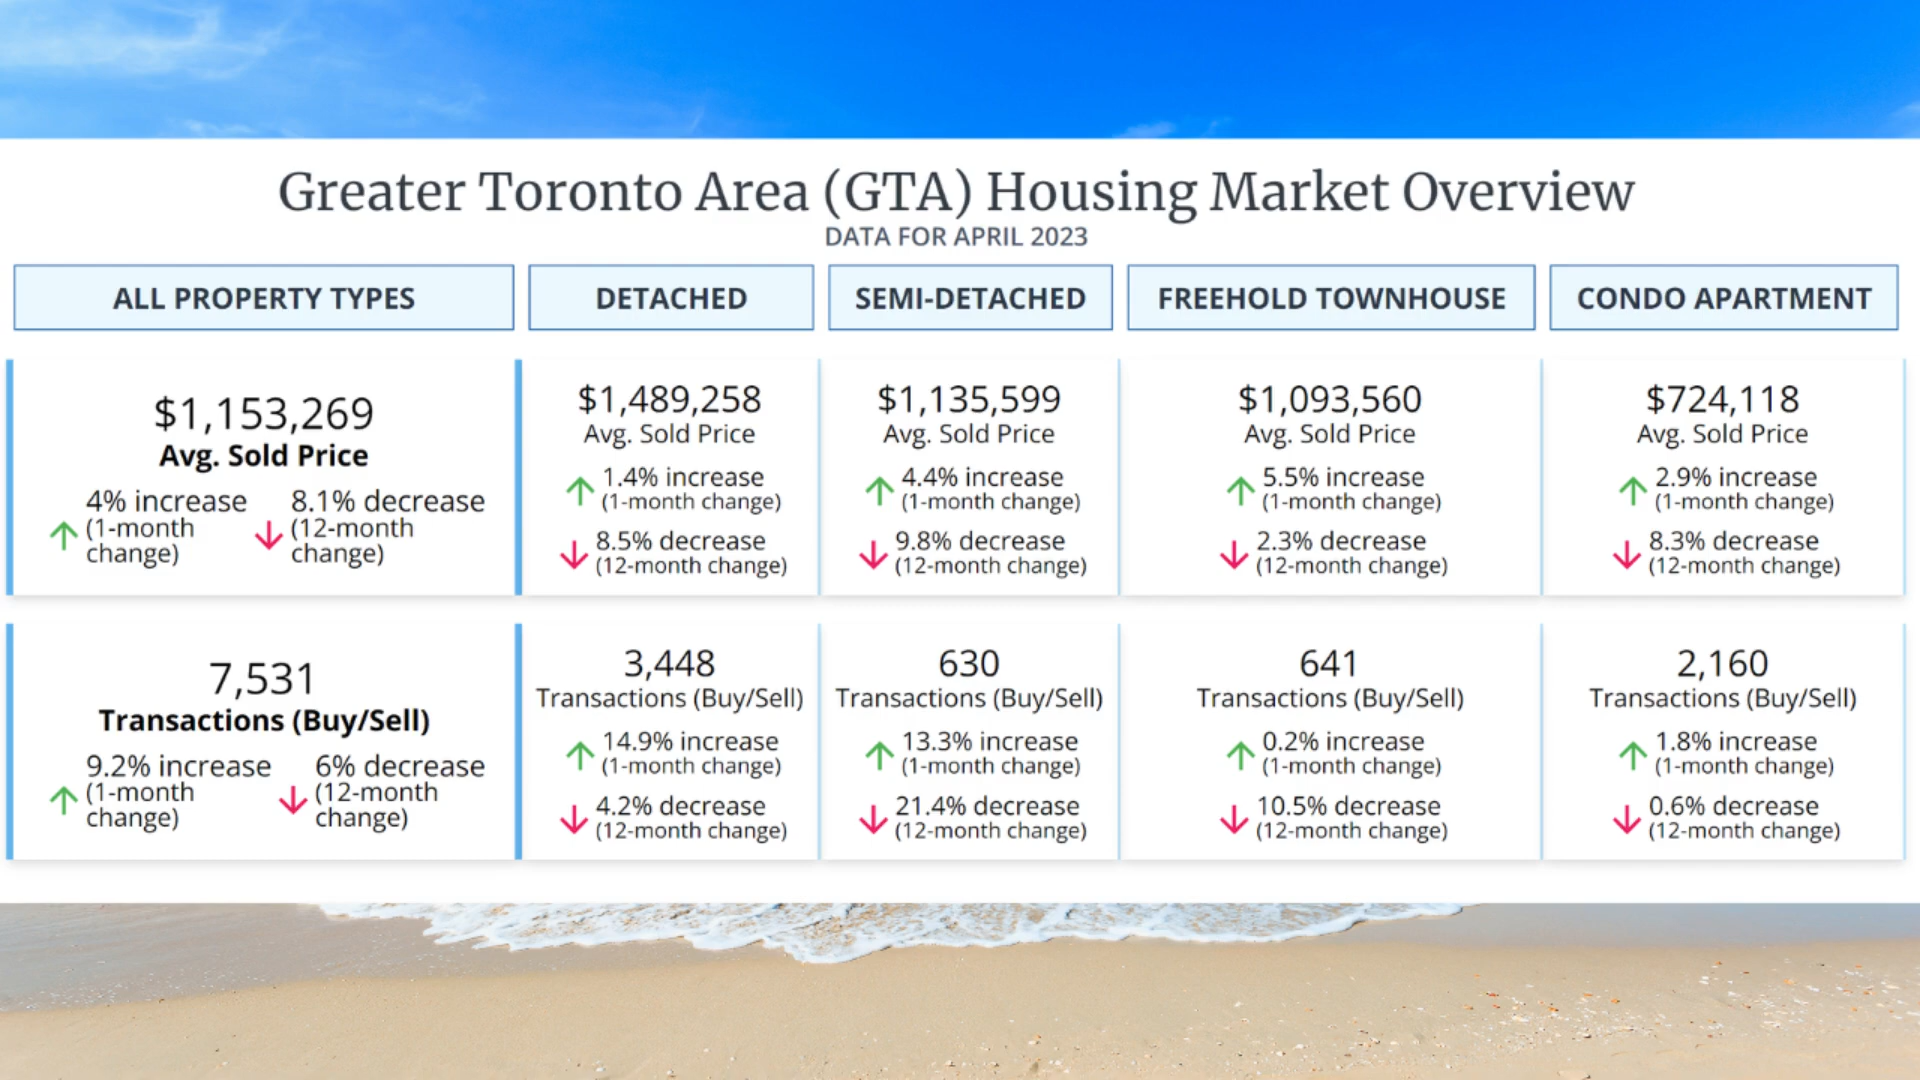 Greater Toronto Area (GTA) Housing Market Overview
DATA FOR APRIL 2023
ALL PROPERTY TYPES
DETACHED
SEMI-DETACHED
FREEHOLD TOWNHOUSE
CONDO APARTMENT
$1,153,269
Avg. Sold Price
4% increase
(1-month
change)
8.1% decrease
(12-month
change)
$1,489,258
Avg. Sold Price
1.4% increase
(1-month change)
8.5% decrease
(12-month change)
$1,135,599
Avg. Sold Price
4.4% increase
(1-month change)
9.8% decrease
(12-month change)
$1,093,560
Avg. Sold Price
5.5% increase
(1-month change)
2.3% decrease
(12-month change)
$724,118
Avg. Sold Price
2.9% increase
(1-month change)
8.3% decrease
(12-month change)
7,531
Transactions (Buy/Sell)
9.2% increase
(1-month
change)
6% decrease
(12-month
change)
3,448
Transactions (Buy/Sell)
14.9% increase
(1-month change)
4.2% decrease
(12-month change)
630
Transactions (Buy/Sell)
13.3% increase
(1-month change)
21.4% decrease
(12-month change)
641
Transactions (Buy/Sell)
0.2% increase
(1-month change)
10.5% decrease
(12-month change)
2,160
Transactions (Buy/Sell)
1.8% increase
(1-month change)
0.6% decrease
(12-month change)